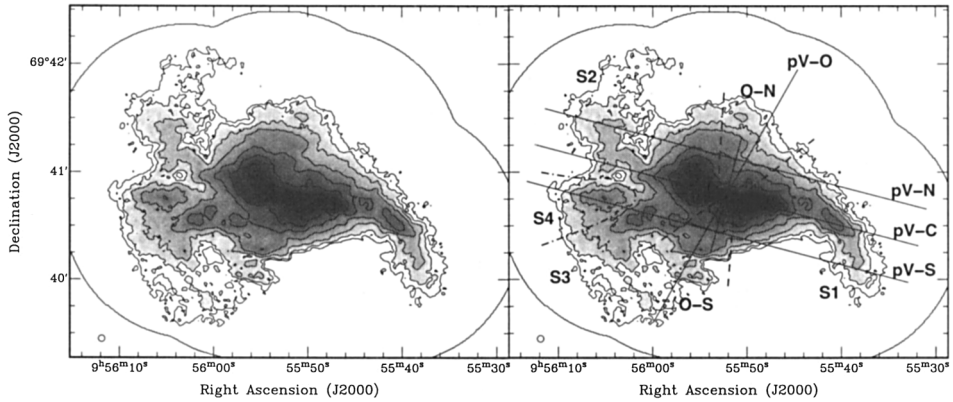 Declination (J2000)
69°42'
41'
40'
9ʰ56ᵐ10ˢ
56ᵐ00ˢ
55ᵐ50ˢ
55ᵐ40ˢ
55ᵐ30ˢ
Right Ascension (J2000)
pV-O
S2
O-N
pV-N
S4
pV-C
pV-S
S3
S1
O-S
9ʰ56ᵐ10ˢ
56ᵐ00ˢ
55ᵐ50ˢ
55ᵐ40ˢ
55ᵐ30ˢ
Right Ascension (J2000)